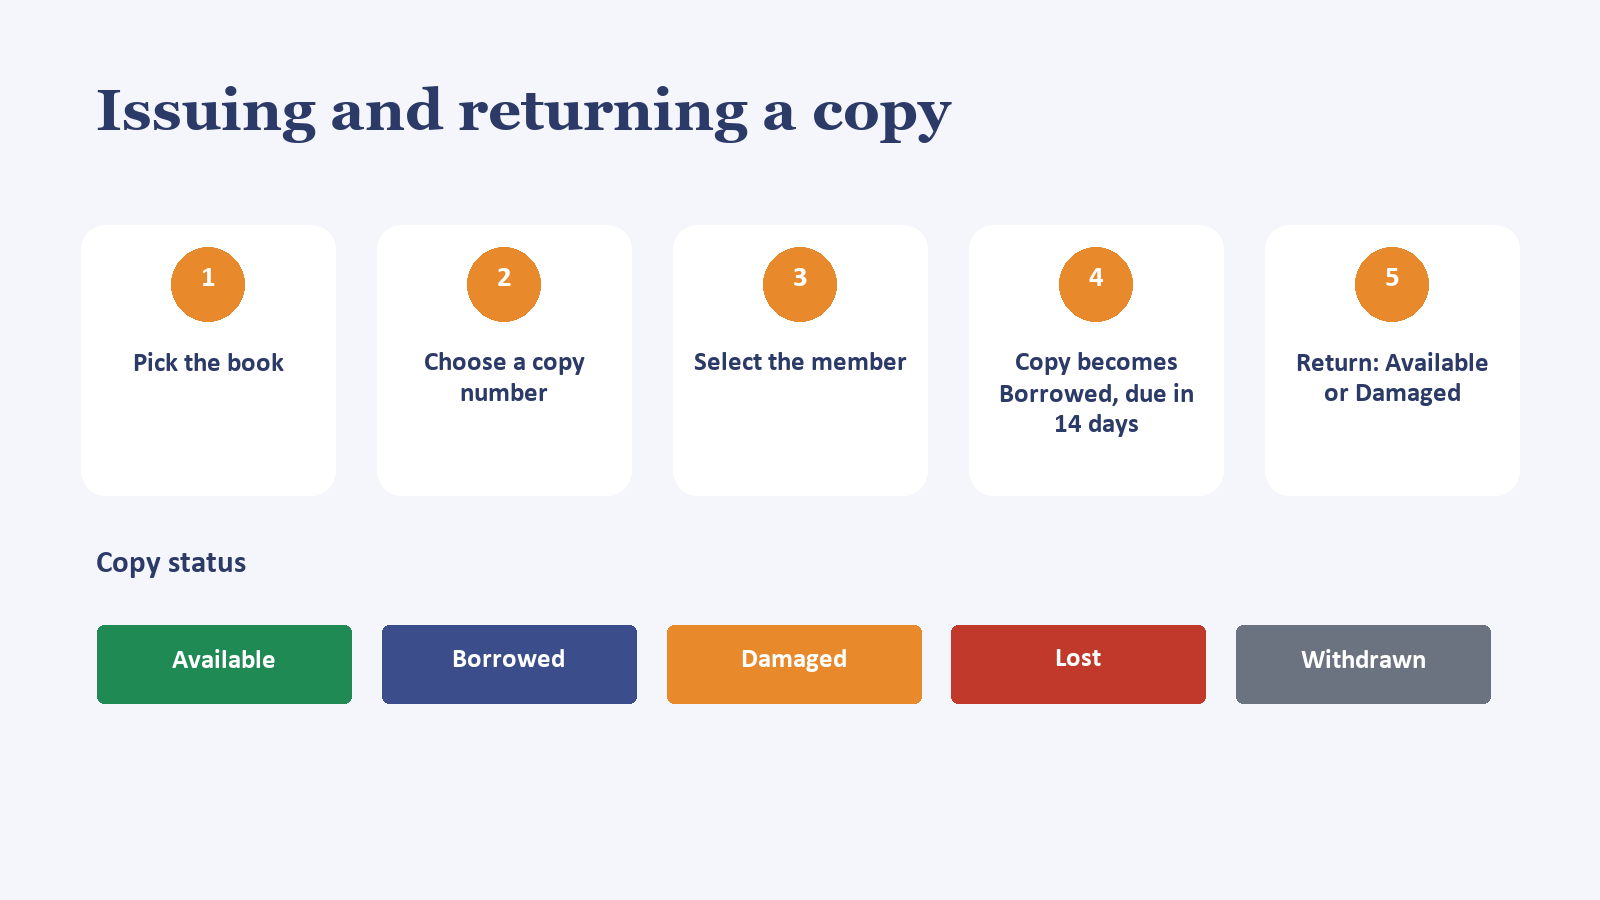 Issuing and returning a copy
1
Pick the book
2
Choose a copy
number
3
Select the member
4
Copy becomes
Borrowed, due in
14 days
5
Return: Available
or Damaged
Copy status
Available
Borrowed
Damaged
Lost
Withdrawn